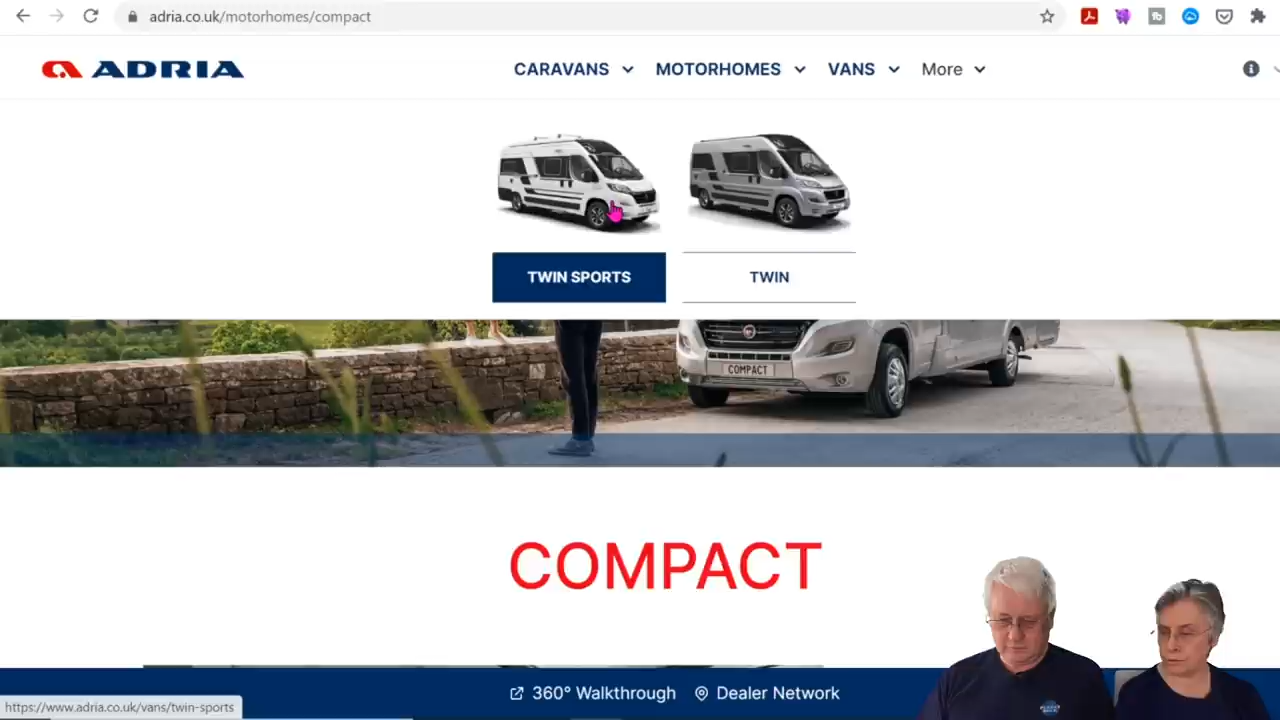 adria.co.uk/motorhomes/compact
ADRIA
CARAVANS
MOTORHOMES
VANS
More
TWIN SPORTS
TWIN
COMPACT
COMPACT
360° Walkthrough
Dealer Network
https://www.adria.co.uk/vans/twin-sports